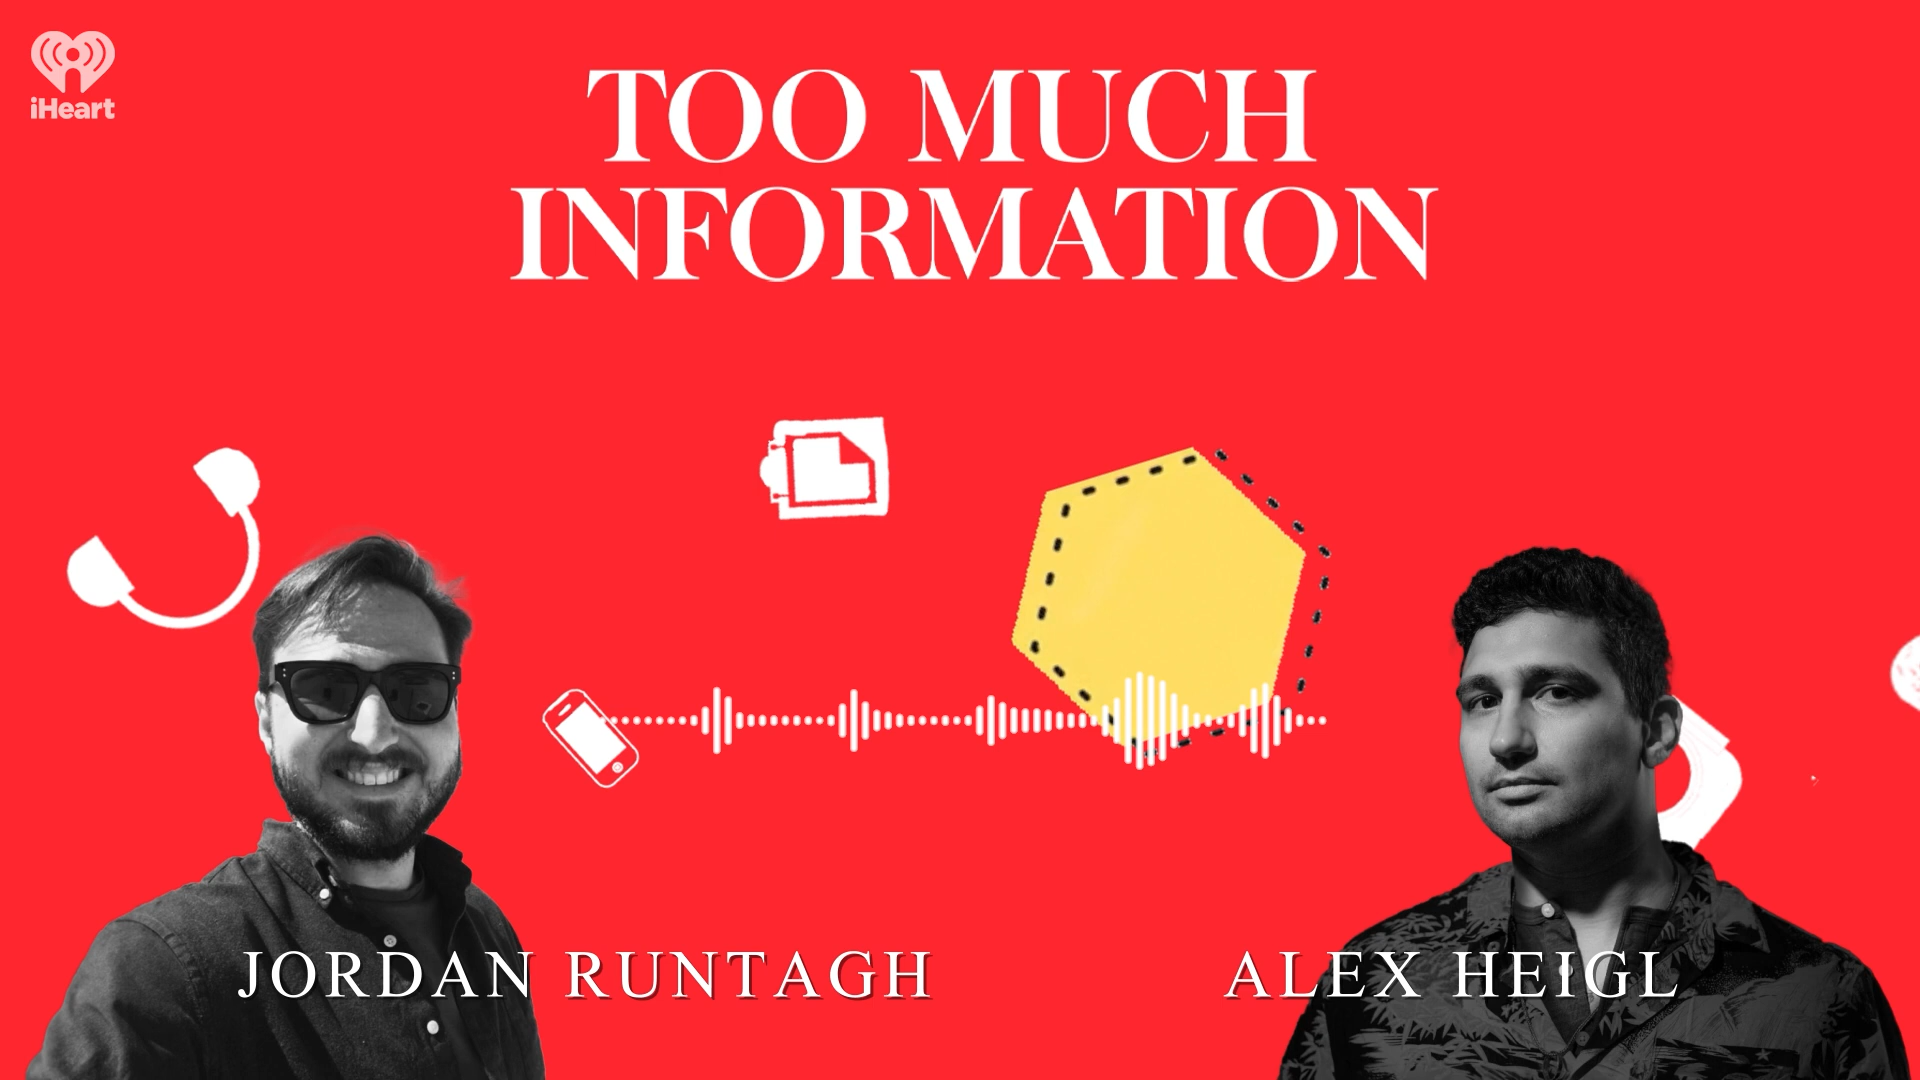 iHeart
TOO MUCH
INFORMATION
JORDAN RUNTAGH
ALEX HEIGL